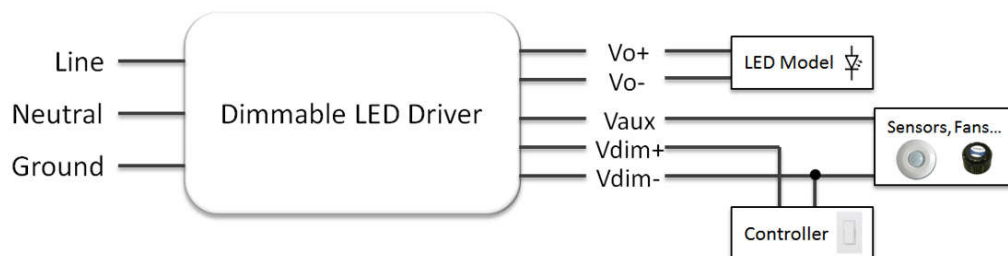 Line
Neutral
Ground
Dimmable LED Driver
Vo+
Vo-
Vaux
Vdim+
Vdim-
LED Model
Sensors, Fans...
Controller